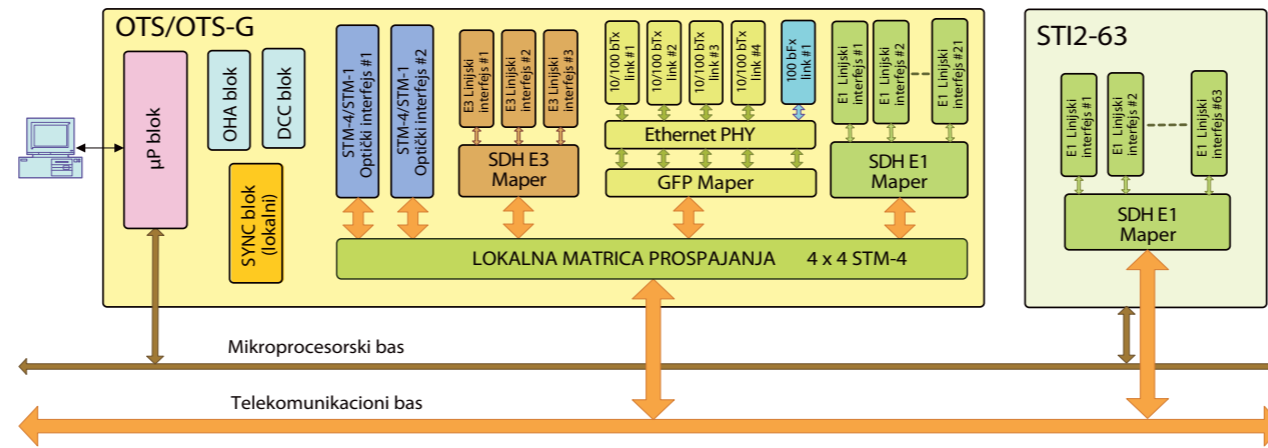 OTS/OTS-G
µP blok
OHA blok
DCC blok
SYNC blok
(lokalni)
STM-4/STM-1
Optički interfejs #1
STM-4/STM-1
Optički interfejs #2
E3 Linijski
interfejs #1
E3 Linijski
interfejs #2
E3 Linijski
interfejs #3
SDH E3
Maper
10/100 bTx
link #1
10/100 bTx
link #2
10/100 bTx
link #3
10/100 bTx
link #4
100 bFx
link #1
Ethernet PHY
GFP Maper
E1 Linijski
interfejs #1
E1 Linijski
interfejs #2
E1 Linijski
interfejs #21
SDH E1
Maper
LOKALNA MATRICA PROSPAJANJA 4 x 4 STM-4
STI2-63
E1 Linijski
interfejs #1
E1 Linijski
interfejs #2
E1 Linijski
interfejs #63
SDH E1
Maper
Mikroprocesorski bas
Telekomunikacioni bas